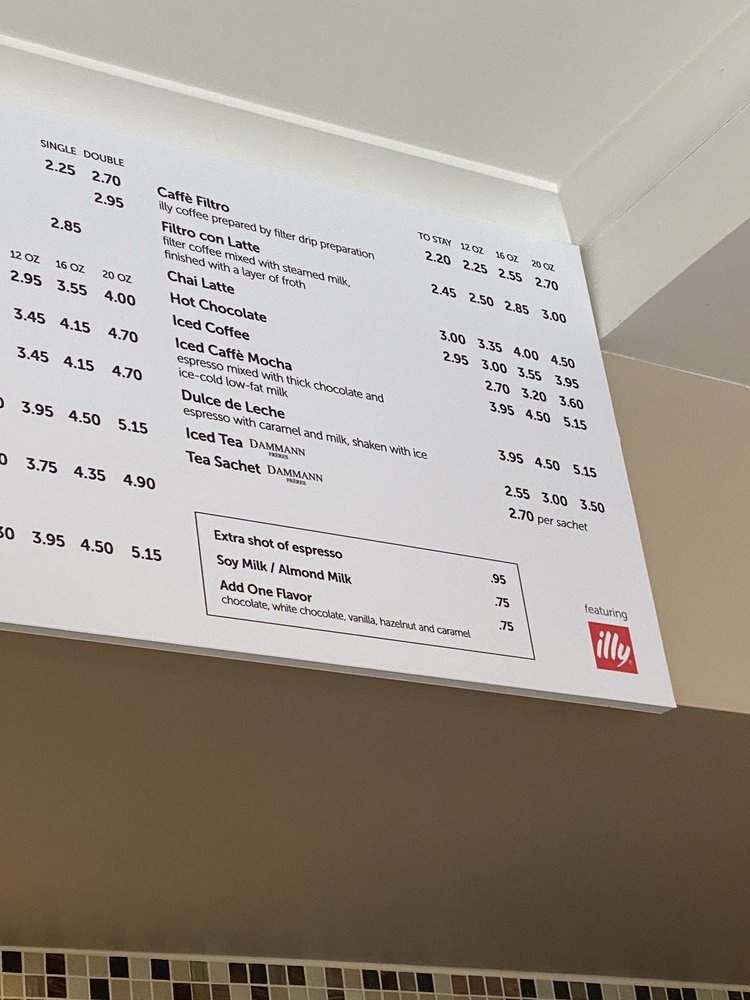 SINGLE DOUBLE
2.25 2.70
2.95
2.85
12 OZ 16 OZ 20 OZ
2.95 3.55 4.00
3.45 4.15 4.70
3.45 4.15 4.70
3.95 4.50 5.15
3.75 4.35 4.90
3.95 4.50 5.15
TO STAY 12 OZ 16 OZ 20 OZ
Caffè Filtro 2.20 2.25 2.55 2.70
illy coffee prepared by filter drip preparation
Filtro con Latte 2.45 2.50 2.85 3.00
filter coffee mixed with steamed milk,
finished with a layer of froth
Chai Latte 3.00 3.35 4.00 4.50
Hot Chocolate 2.95 3.00 3.55 3.95
Iced Coffee 2.70 3.20 3.60
Iced Caffè Mocha 3.95 4.50 5.15
espresso mixed with thick chocolate and
ice-cold low-fat milk
Dulce de Leche 3.95 4.50 5.15
espresso with caramel and milk, shaken with ice
Iced Tea DAMMANN FRÈRES 2.55 3.00 3.50
Tea Sachet DAMMANN FRÈRES 2.70 per sachet
Extra shot of espresso .95
Soy Milk / Almond Milk .75
Add One Flavor .75
chocolate, white chocolate, vanilla, hazelnut and caramel
featuring
illy